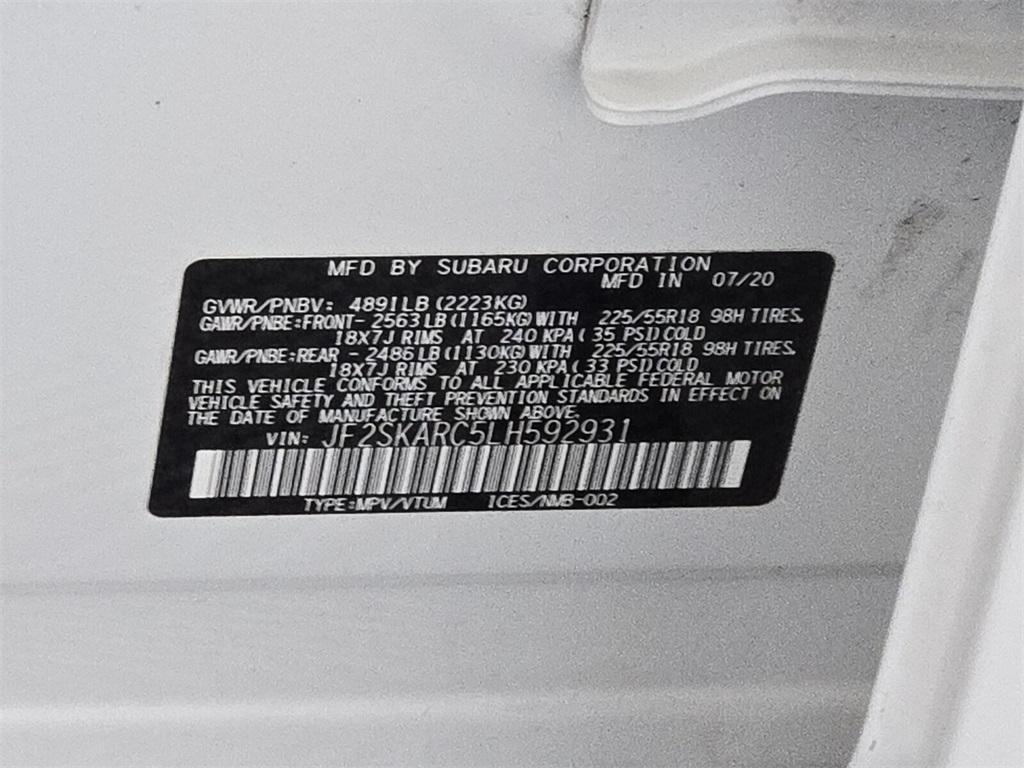 MFD BY SUBARU CORPORATION
MFD IN 07/20
GVWR/PNBV: 4891LB(2223KG)
GAWR/PNBE:FRONT- 2563LB(1165KG)WITH 225/55R18 98H TIRES,
18X7J RIMS AT 240 KPA( 35 PSI)COLD
GAWR/PNBE:REAR - 2486LB(1130KG)WITH 225/55R18 98H TIRES,
18X7J RIMS AT 230 KPA( 33 PSI)COLD
THIS VEHICLE CONFORMS TO ALL APPLICABLE FEDERAL MOTOR
VEHICLE SAFETY AND THEFT PREVENTION STANDARDS IN EFFECT ON
THE DATE OF MANUFACTURE SHOWN ABOVE.
VIN: JF2SKARC5LH592931
TYPE:MPV/VTUM ICES/NMB-002